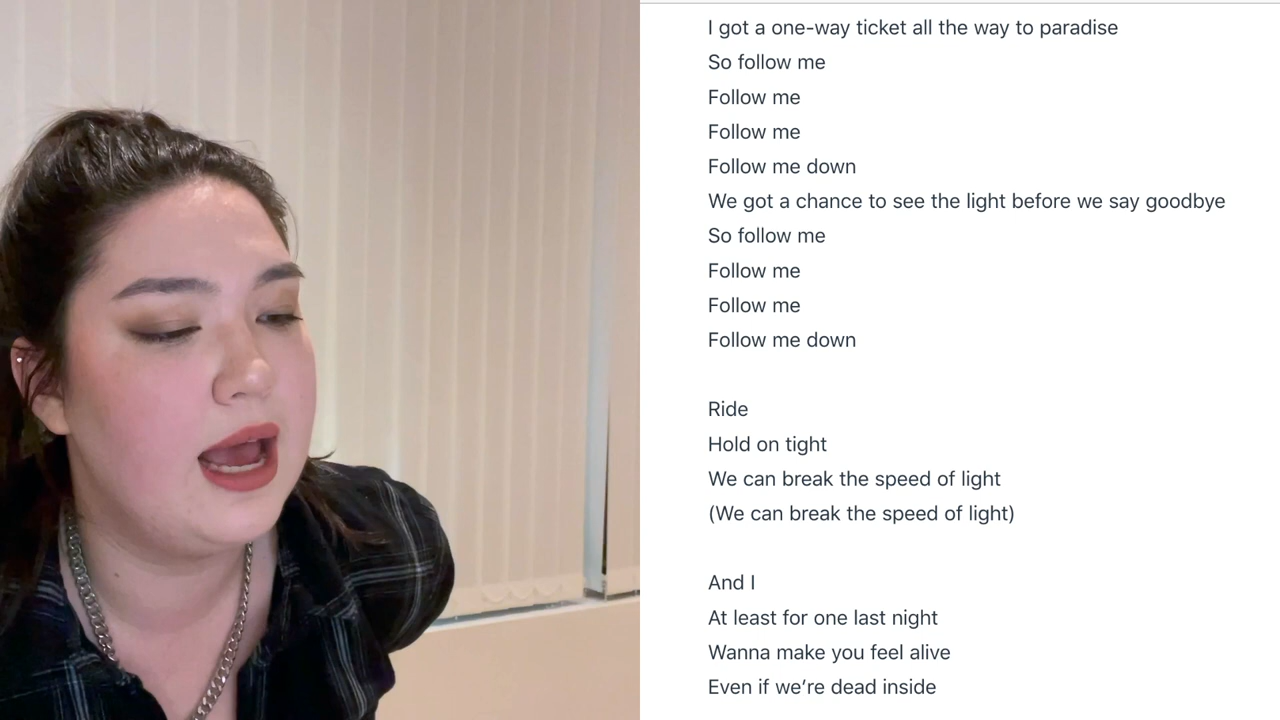 I got a one-way ticket all the way to paradise
So follow me
Follow me
Follow me
Follow me down
We got a chance to see the light before we say goodbye
So follow me
Follow me
Follow me
Follow me down
Ride
Hold on tight
We can break the speed of light
(We can break the speed of light)
And I
At least for one last night
Wanna make you feel alive
Even if we’re dead inside